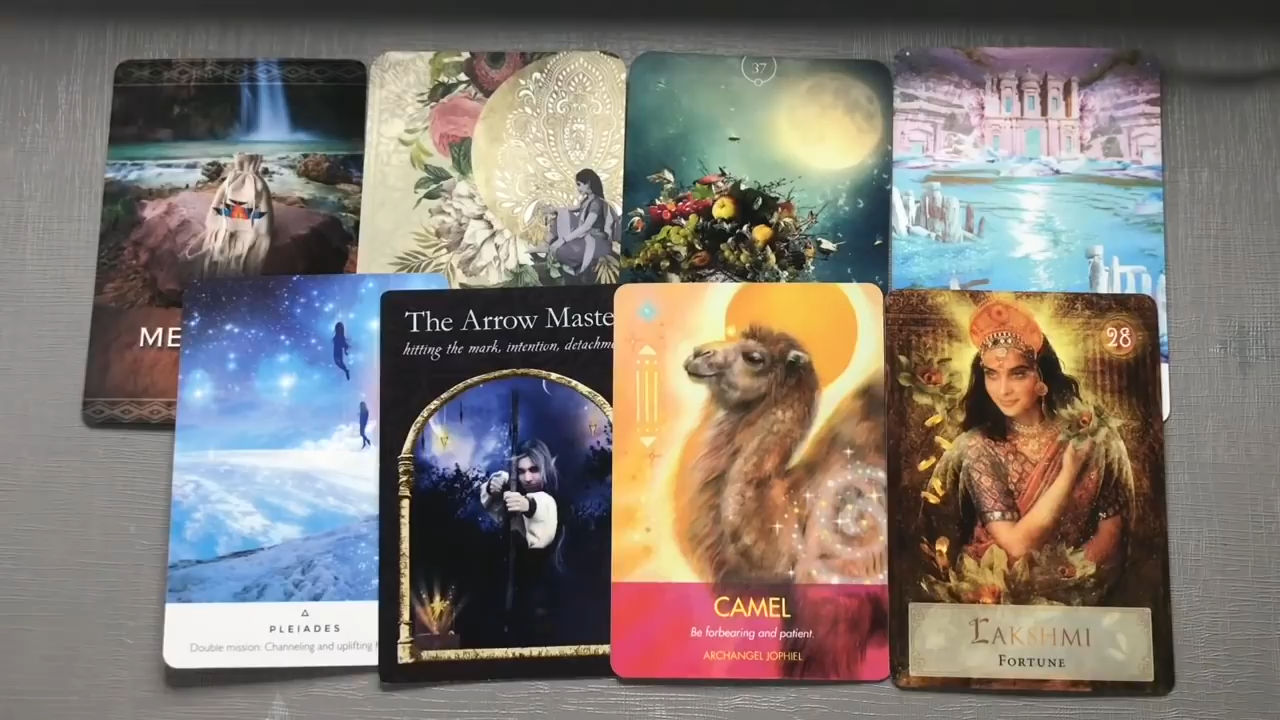 37
ME
The Arrow Maste
hitting the mark, intention, detachme
28
PLEIADES
Double mission: Channeling and uplifting
CAMEL
Be forbearing and patient.
ARCHANGEL JOPHIEL
LAKSHMI
FORTUNE